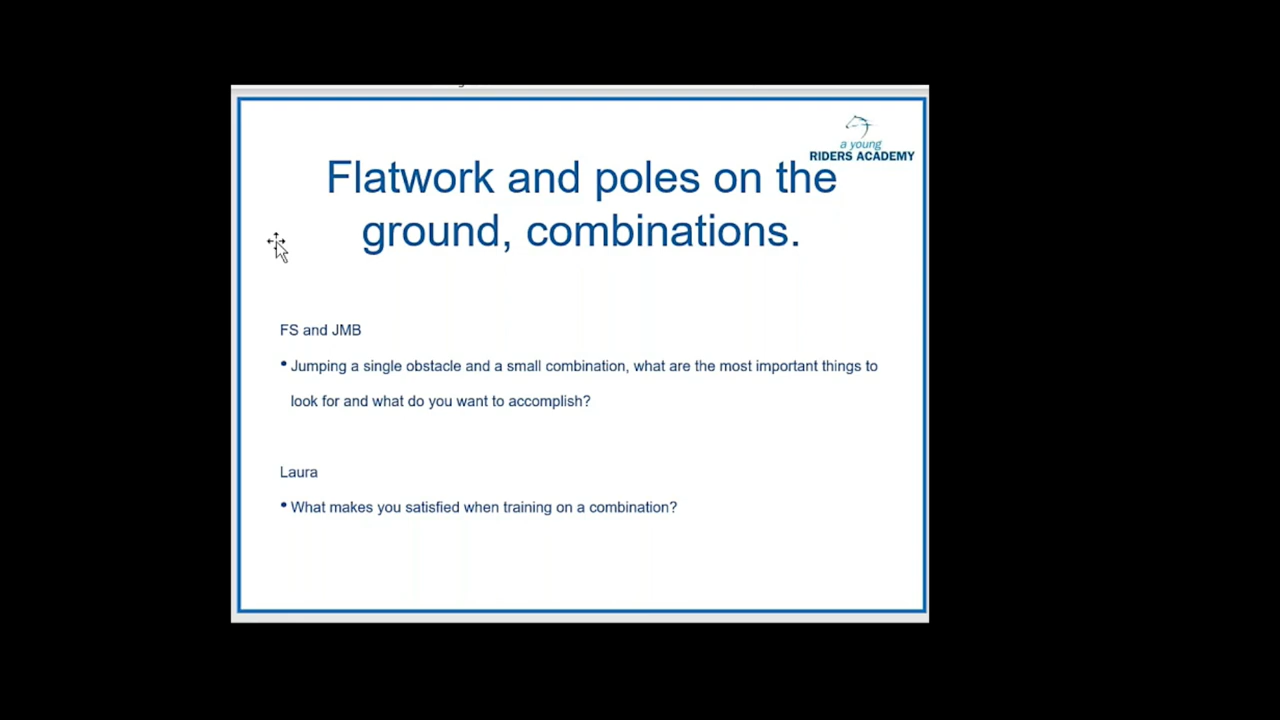 a young
RIDERS ACADEMY
Flatwork and poles on the
ground, combinations.
FS and JMB
• Jumping a single obstacle and a small combination, what are the most important things to
look for and what do you want to accomplish?
Laura
• What makes you satisfied when training on a combination?